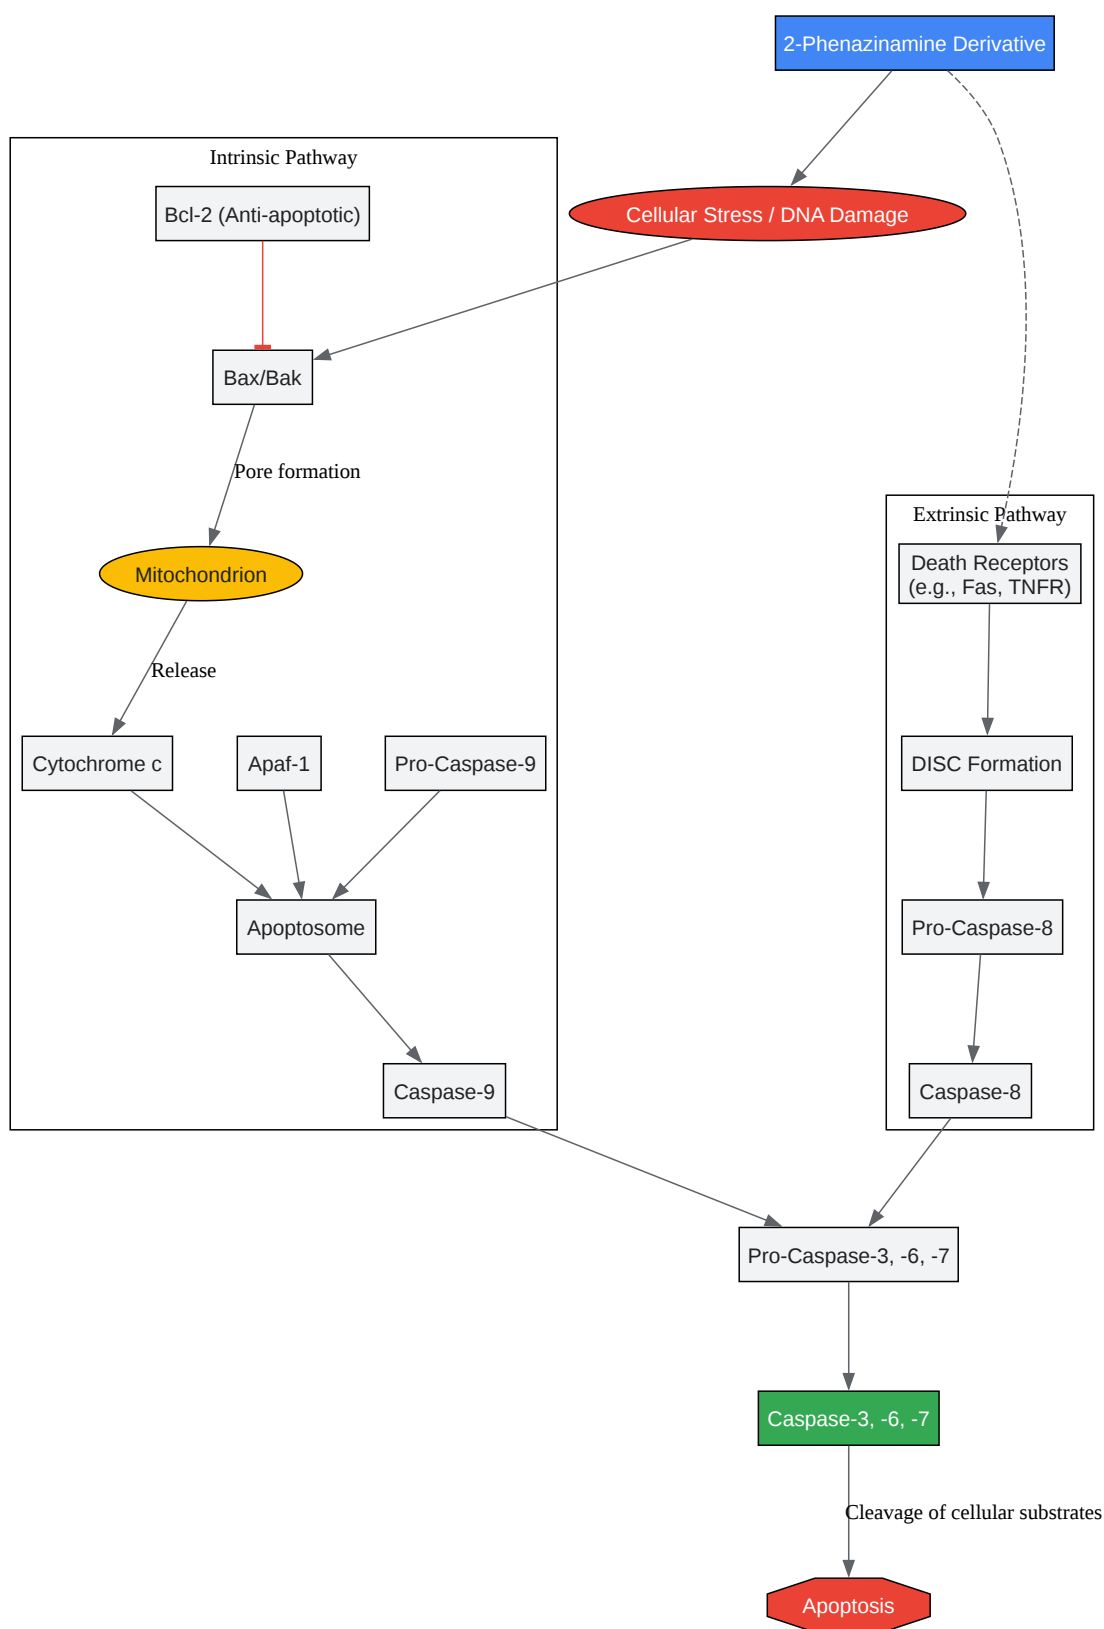 2-Phenazinamine Derivative
Intrinsic Pathway
Bcl-2 (Anti-apoptotic)
Cellular Stress / DNA Damage
Bax/Bak
Pore formation
Extrinsic Pathway
Death Receptors
(e.g., Fas, TNFR)
Mitochondrion
Release
Cytochrome c
Apaf-1
Pro-Caspase-9
DISC Formation
Apoptosome
Pro-Caspase-8
Caspase-9
Caspase-8
Pro-Caspase-3, -6, -7
Caspase-3, -6, -7
Cleavage of cellular substrates
Apoptosis